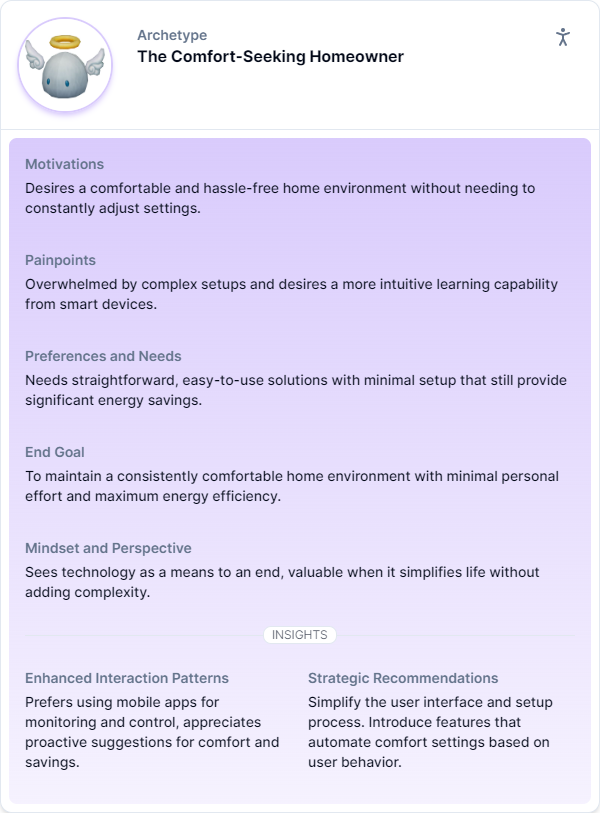 Archetype
The Comfort-Seeking Homeowner
Motivations
Desires a comfortable and hassle-free home environment without needing to
constantly adjust settings.
Painpoints
Overwhelmed by complex setups and desires a more intuitive learning capability
from smart devices.
Preferences and Needs
Needs straightforward, easy-to-use solutions with minimal setup that still provide
significant energy savings.
End Goal
To maintain a consistently comfortable home environment with minimal personal
effort and maximum energy efficiency.
Mindset and Perspective
Sees technology as a means to an end, valuable when it simplifies life without
adding complexity.
INSIGHTS
Enhanced Interaction Patterns
Prefers using mobile apps for
monitoring and control, appreciates
proactive suggestions for comfort and
savings.
Strategic Recommendations
Simplify the user interface and setup
process. Introduce features that
automate comfort settings based on
user behavior.